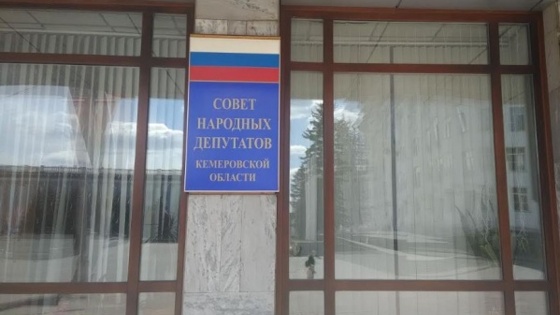 СОВЕТ
НАРОДНЫХ
ДЕПУТАТОВ
КЕМЕРОВСКОЙ
ОБЛАСТИ